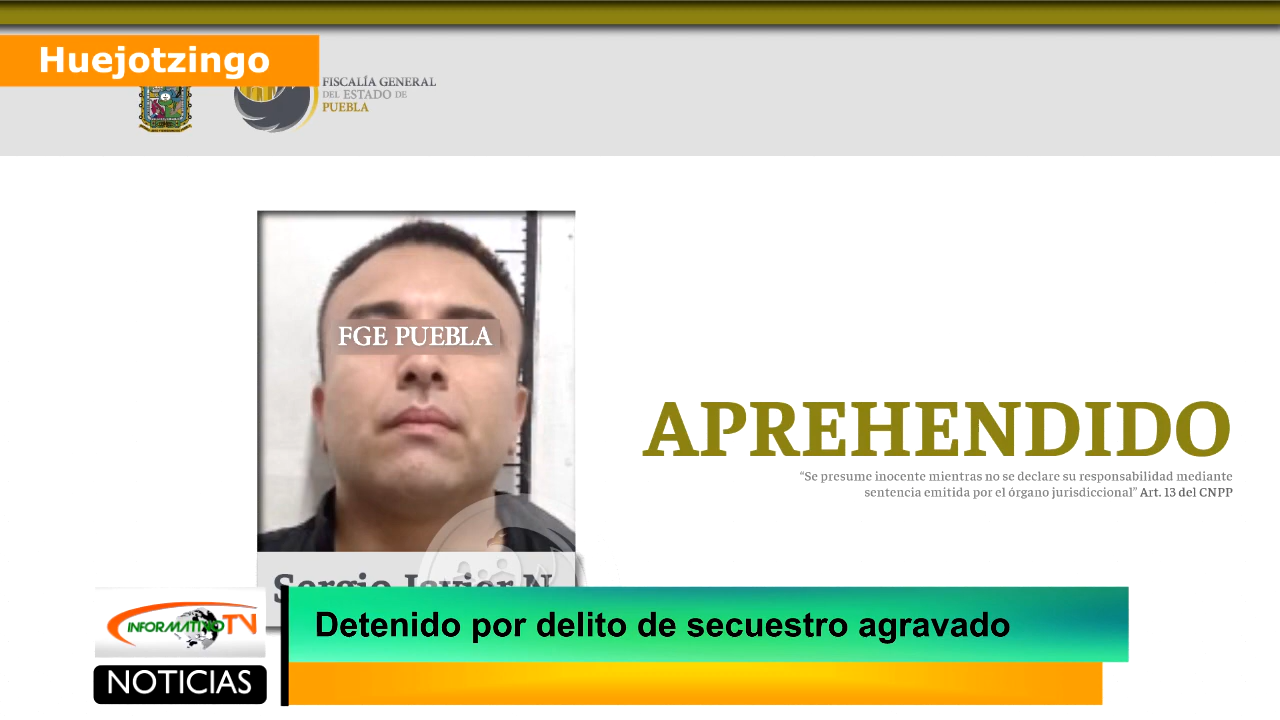 Huejotzingo
FISCALÍA GENERAL
DEL ESTADO DE
PUEBLA
FGE PUEBLA
APREHENDIDO
“Se presume inocente mientras no se declare su responsabilidad mediante
sentencia emitida por el órgano jurisdiccional” Art. 13 del CNPP
Sergio Javier N
INFORMATIVO TV
Detenido por delito de secuestro agravado
NOTICIAS